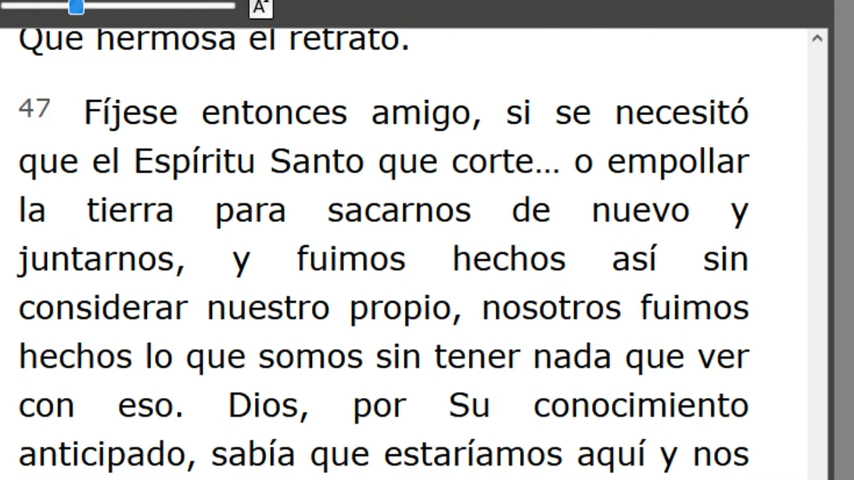 A
Que hermosa el retrato.
47 Fíjese entonces amigo, si se necesitó
que el Espíritu Santo que corte… o empollar
la tierra para sacarnos de nuevo y
juntarnos, y fuimos hechos así sin
considerar nuestro propio, nosotros fuimos
hechos lo que somos sin tener nada que ver
con eso. Dios, por Su conocimiento
anticipado, sabía que estaríamos aquí y nos